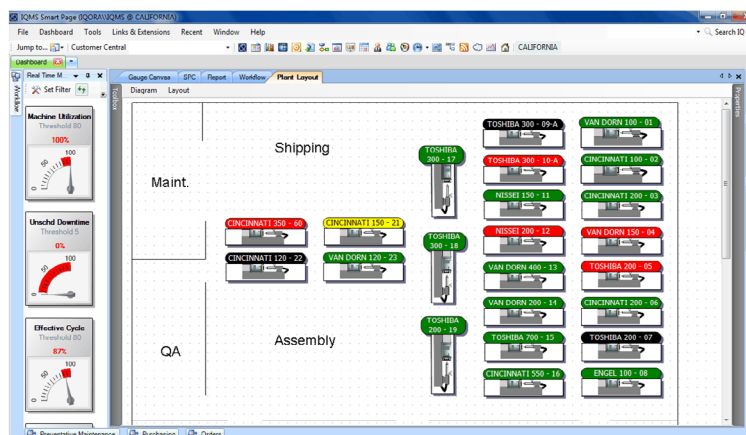 IQMS Smart Page (IQORA\\IQMS @ CALIFORNIA)
File Dashboard Tools Links & Extensions Recent Window Help
Search IQ
Jump to... Customer Central
CALIFORNIA
Dashboard
Real Time M
Gauge Canvas SPC Report Workflow Plant Layout
Set Filter
Diagram Layout
Workflow
Toolbox
Properties
Machine Utilization
Threshold 80
100%
0 50 100
Unschd Downtime
Threshold 5
0%
0 50 100
Effective Cycle
Threshold 80
87%
0 50 100
Shipping
Maint.
QA
Assembly
CINCINNATI 350 - 60
CINCINNATI 150 - 21
CINCINNATI 120 - 22
VAN DORN 120 - 23
TOSHIBA
300 - 17
TOSHIBA
300 - 18
TOSHIBA
200 - 19
TOSHIBA 300 - 09-A
TOSHIBA 300 - 10-A
NISSEI 150 - 11
NISSEI 200 - 12
VAN DORN 400 - 13
VAN DORN 200 - 14
TOSHIBA 700 - 15
CINCINNATI 550 - 16
VAN DORN 100 - 01
CINCINNATI 100 - 02
CINCINNATI 200 - 03
VAN DORN 150 - 04
TOSHIBA 200 - 05
CINCINNATI 200 - 06
TOSHIBA 200 - 07
ENGEL 100 - 08
Preventative Maintenance Purchasing Orders